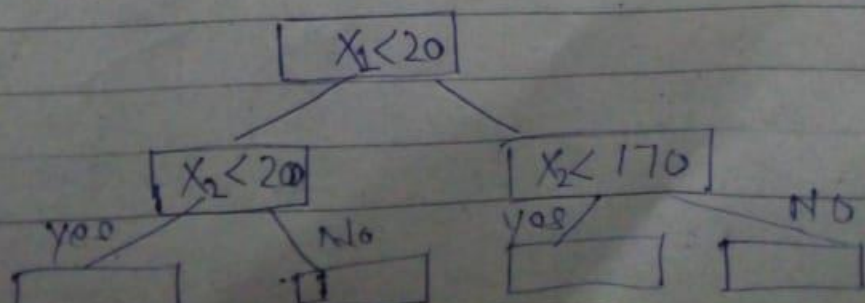 X₁<20
X₂<200 X₂<170
yes No yes NO